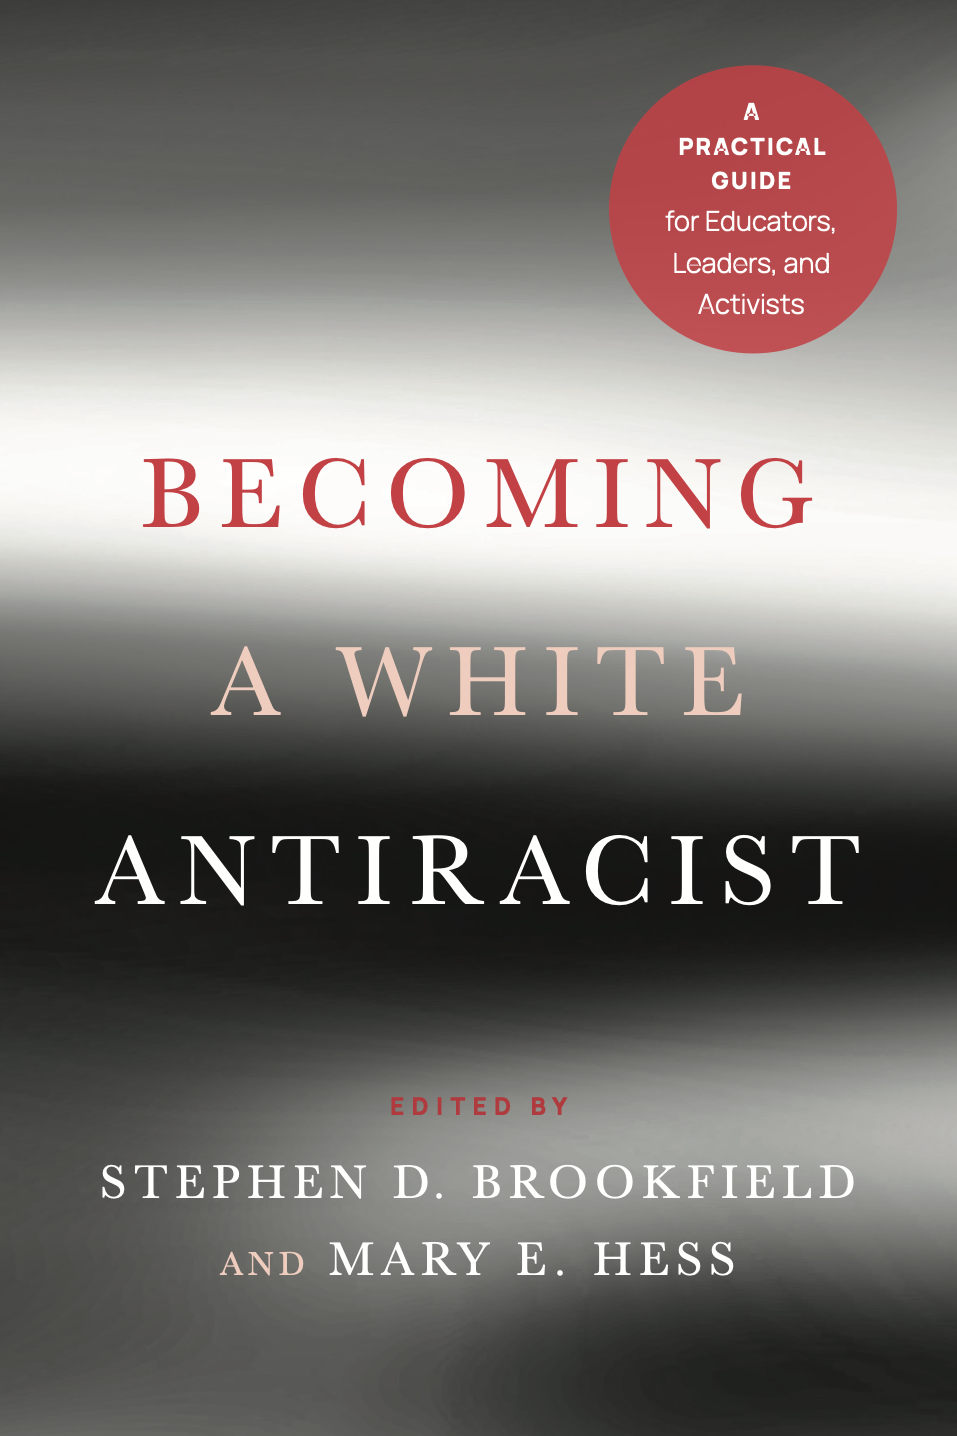 A
PRACTICAL
GUIDE
for Educators,
Leaders, and
Activists
BECOMING
A WHITE
ANTIRACIST
EDITED BY
STEPHEN D. BROOKFIELD
AND MARY E. HESS